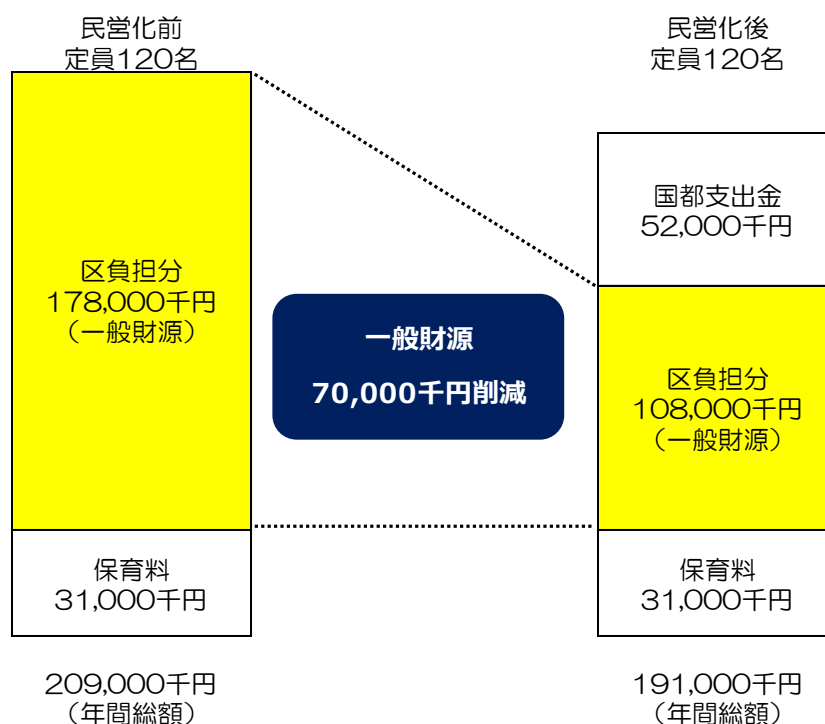 民営化前
定員120名
区負担分
178,000千円
（一般財源）
保育料
31,000千円
209,000千円
（年間総額）
一般財源
70,000千円削減
民営化後
定員120名
国都支出金
52,000千円
区負担分
108,000千円
（一般財源）
保育料
31,000千円
191,000千円
（年間総額）